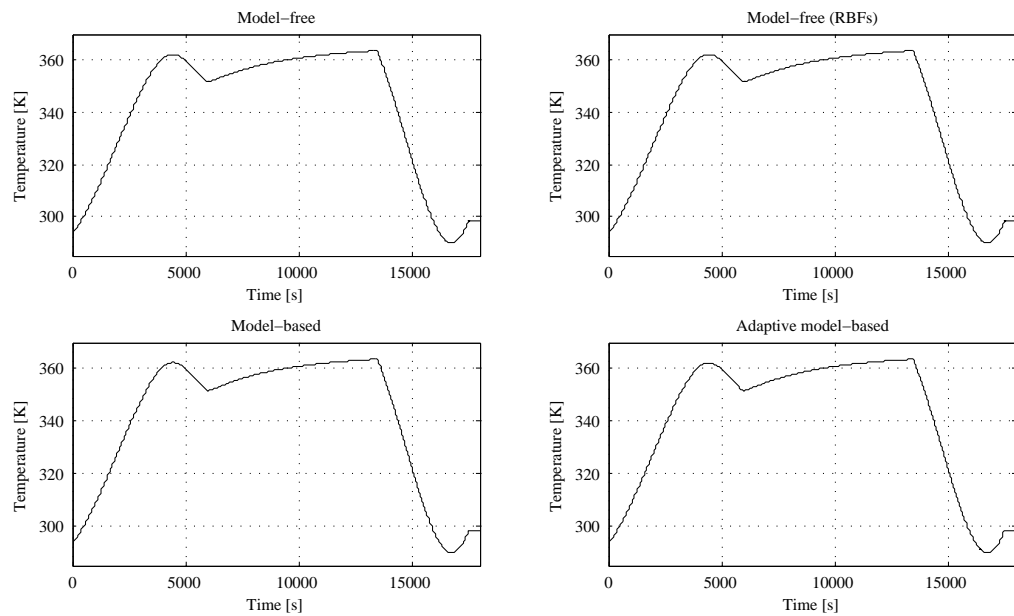 Model−free
Model−free (RBFs)
360
340
320
300
Temperature [K]
0 5000 10000 15000
Time [s]
360
340
320
300
Temperature [K]
0 5000 10000 15000
Time [s]
Model−based
Adaptive model−based
360
340
320
300
Temperature [K]
0 5000 10000 15000
Time [s]
360
340
320
300
Temperature [K]
0 5000 10000 15000
Time [s]